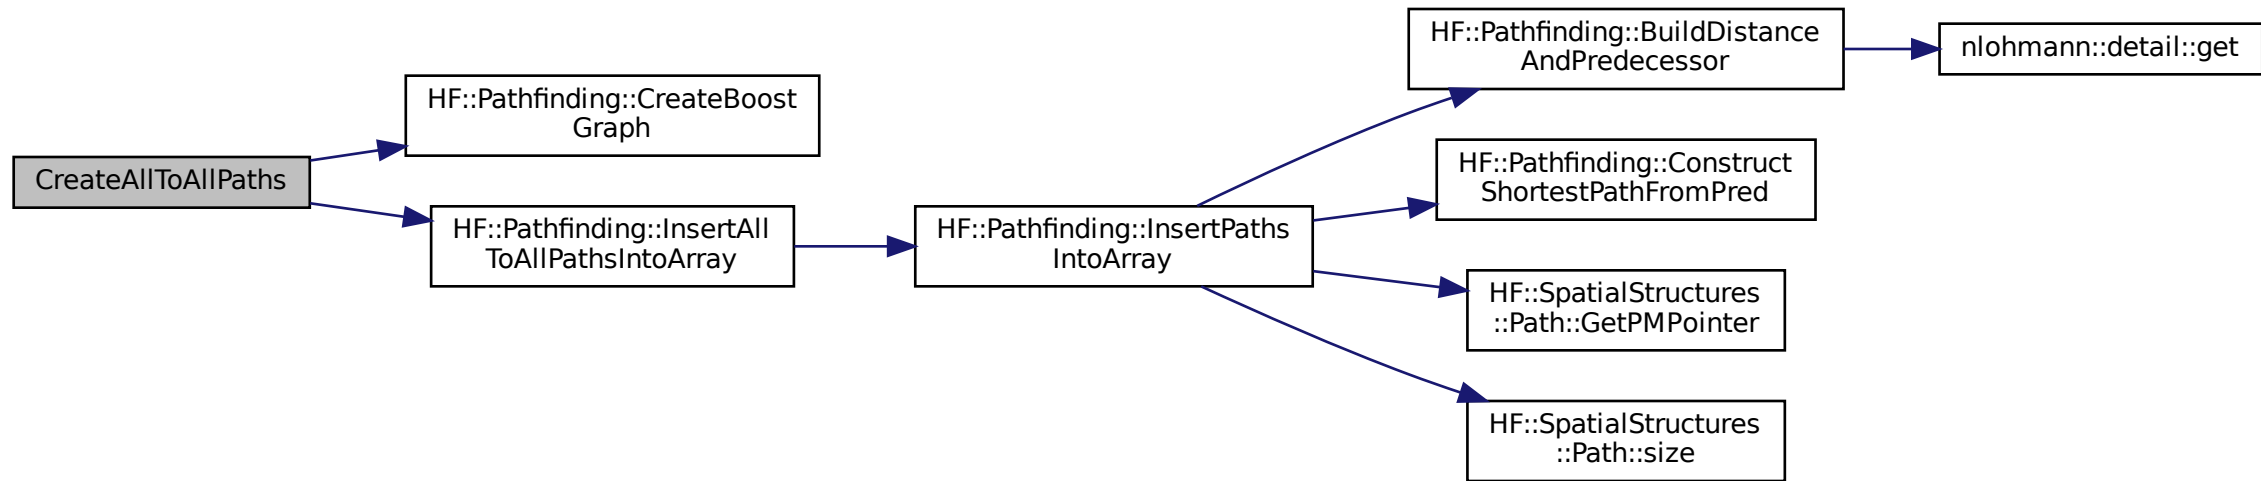 CreateAllToAllPaths
HF::Pathfinding::CreateBoost
Graph
HF::Pathfinding::InsertAll
ToAllPathsIntoArray
HF::Pathfinding::InsertPaths
IntoArray
HF::Pathfinding::BuildDistance
AndPredecessor
nlohmann::detail::get
HF::Pathfinding::Construct
ShortestPathFromPred
HF::SpatialStructures
::Path::GetPMPointer
HF::SpatialStructures
::Path::size